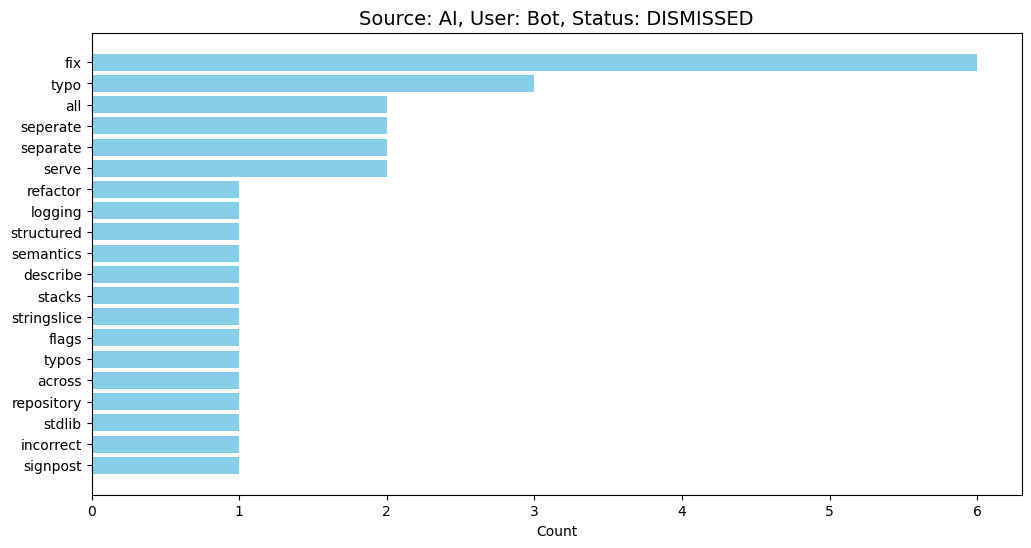 Source: AI, User: Bot, Status: DISMISSED
fix
typo
all
seperate
separate
serve
refactor
logging
structured
semantics
describe
stacks
stringslice
flags
typos
across
repository
stdlib
incorrect
signpost
0 1 2 3 4 5 6
Count